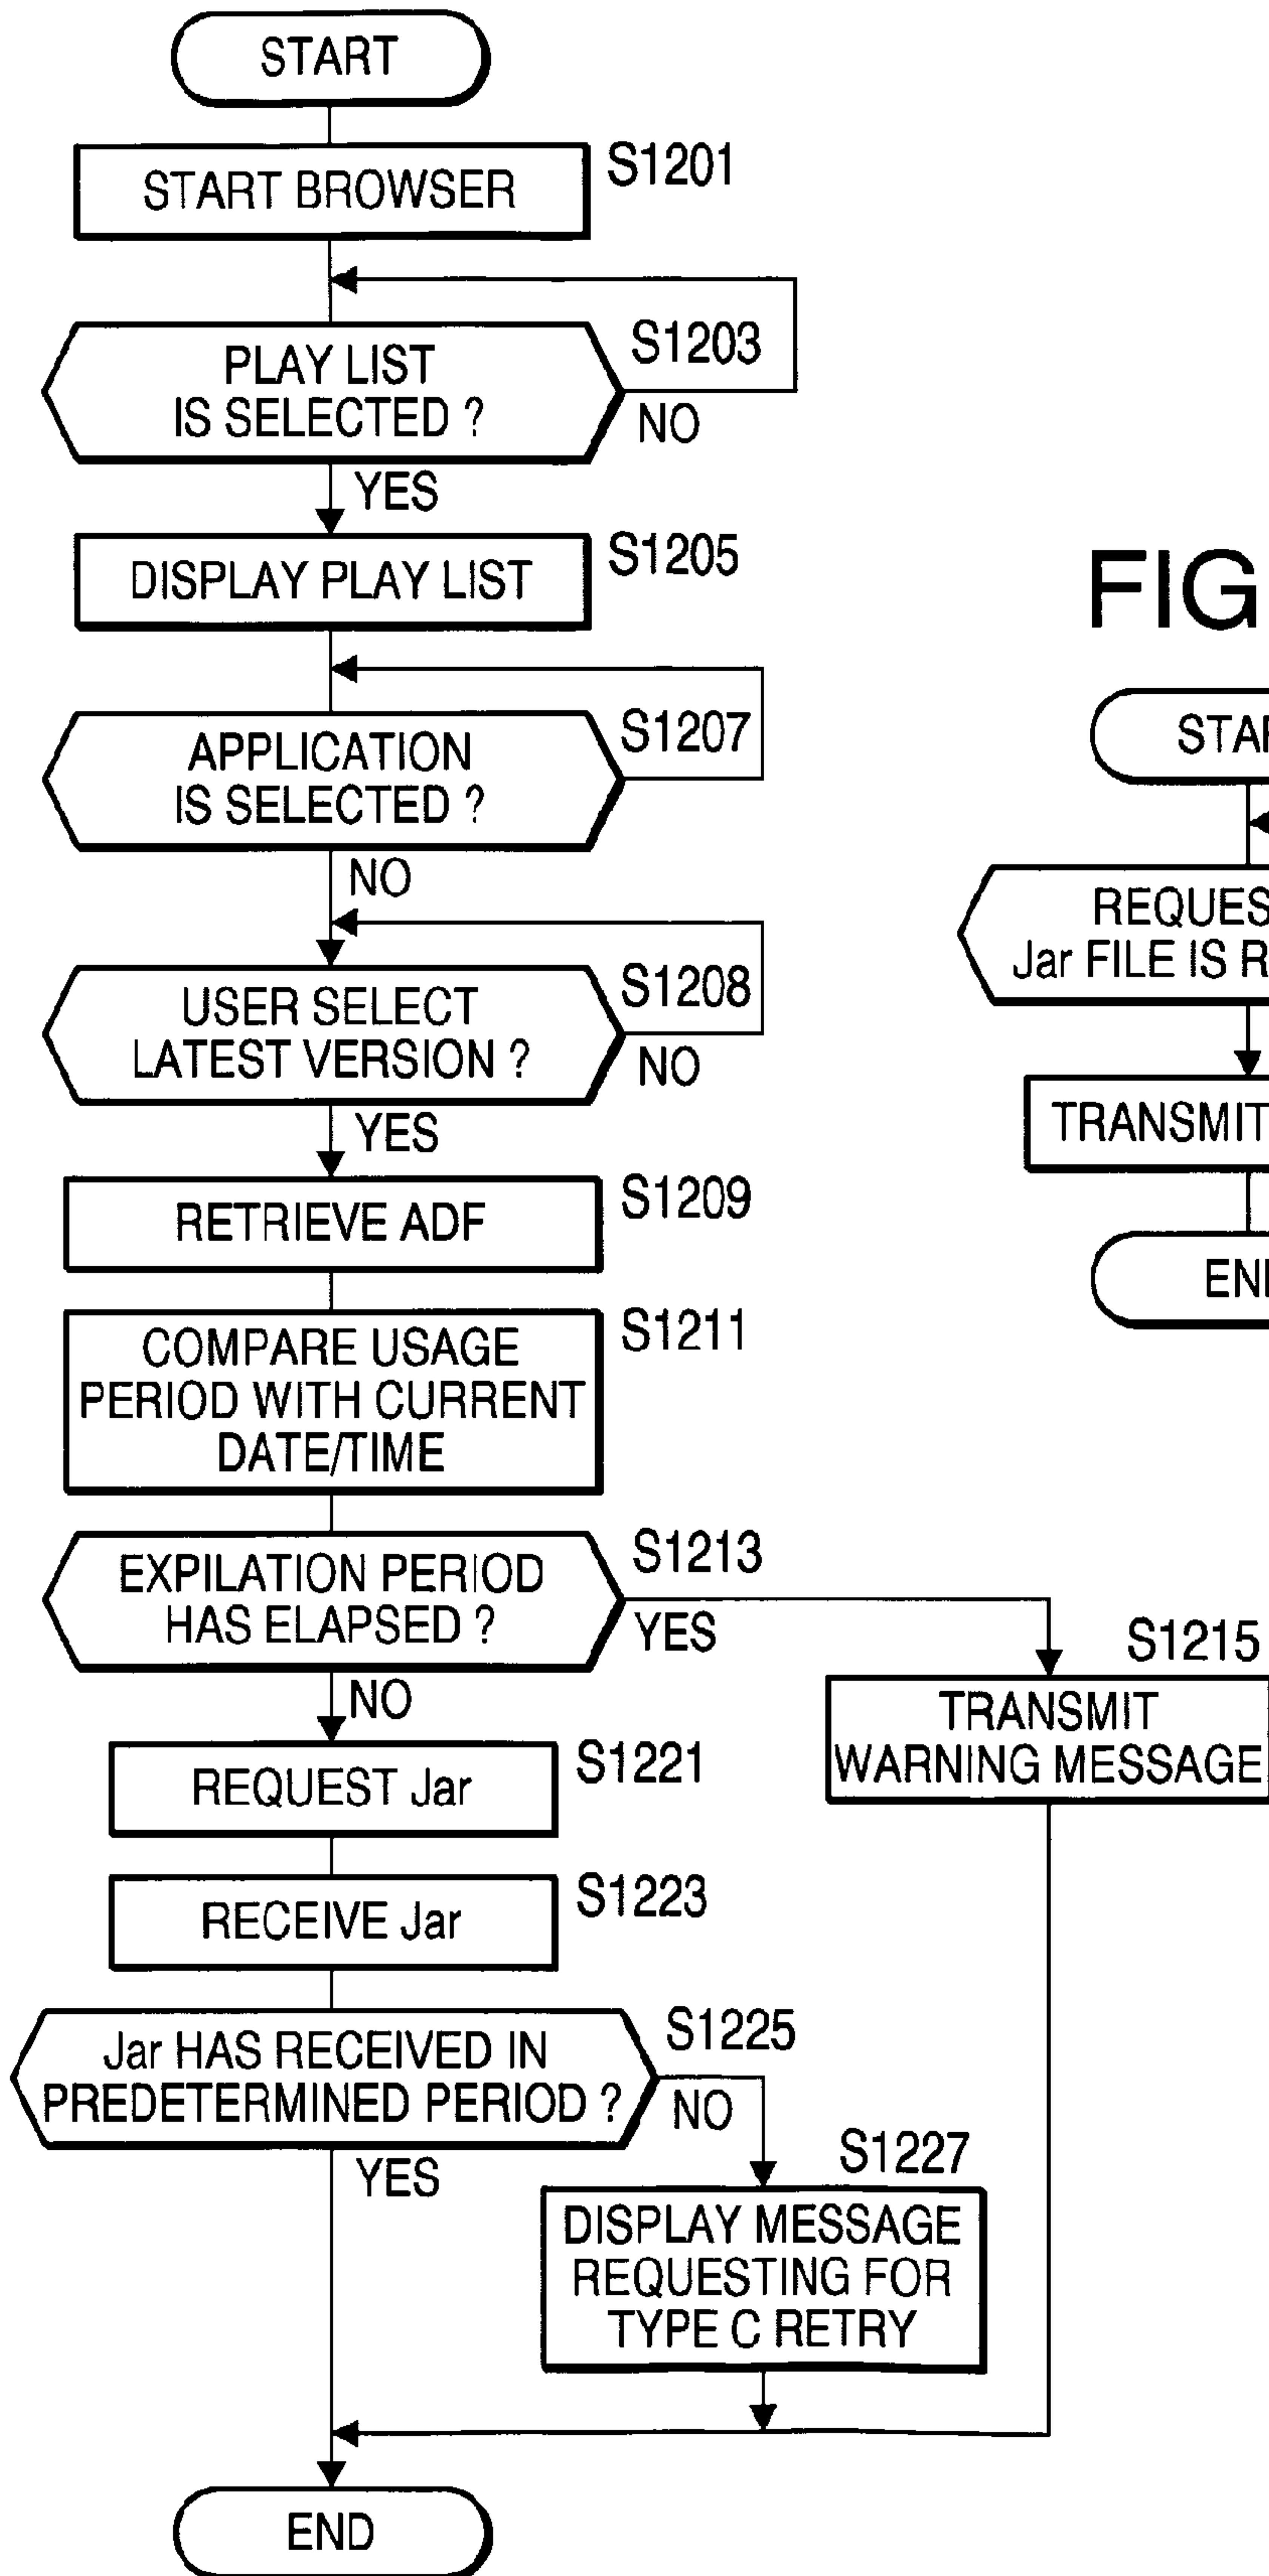 START
START BROWSER
S1201
PLAY LIST
IS SELECTED ?
S1203
NO
YES
DISPLAY PLAY LIST
S1205
APPLICATION
IS SELECTED ?
S1207
NO
USER SELECT
LATEST VERSION ?
S1208
NO
YES
RETRIEVE ADF
S1209
COMPARE USAGE
PERIOD WITH CURRENT
DATE/TIME
S1211
EXPILATION PERIOD
HAS ELAPSED ?
S1213
YES
NO
S1215
TRANSMIT
WARNING MESSAGE
REQUEST Jar
S1221
RECEIVE Jar
S1223
Jar HAS RECEIVED IN
PREDETERMINED PERIOD ?
S1225
NO
YES
S1227
DISPLAY MESSAGE
REQUESTING FOR
TYPE C RETRY
END
FIG
Jar FILE IS
TRANSMIT